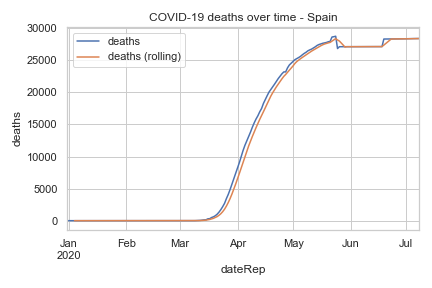 COVID-19 deaths over time - Spain
deaths
deaths (rolling)
deaths
30000
25000
20000
15000
10000
5000
0
Jan
2020
Feb
Mar
Apr
May
Jun
Jul
dateRep